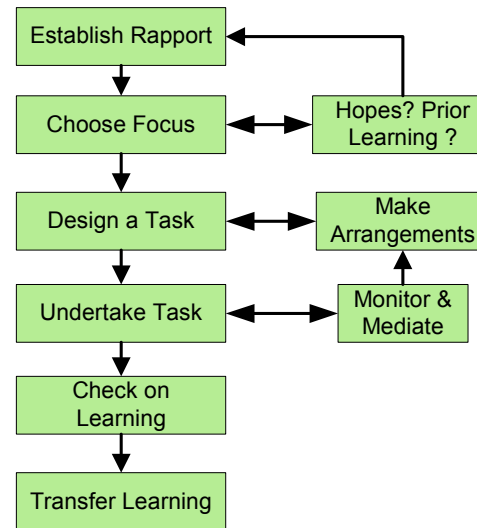 Establish Rapport
Choose Focus
Hopes? Prior
Learning ?
Design a Task
Make
Arrangements
Undertake Task
Monitor &
Mediate
Check on
Learning
Transfer Learning